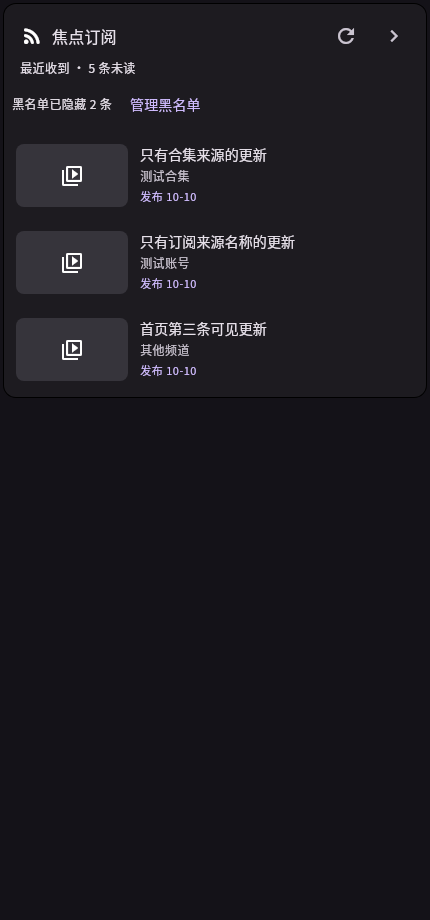 焦点订阅
最近收到 · 5 条未读
黑名单已隐藏 2 条 管理黑名单
只有合集来源的更新
测试合集
发布 10-10
只有订阅来源名称的更新
测试账号
发布 10-10
首页第三条可见更新
其他频道
发布 10-10